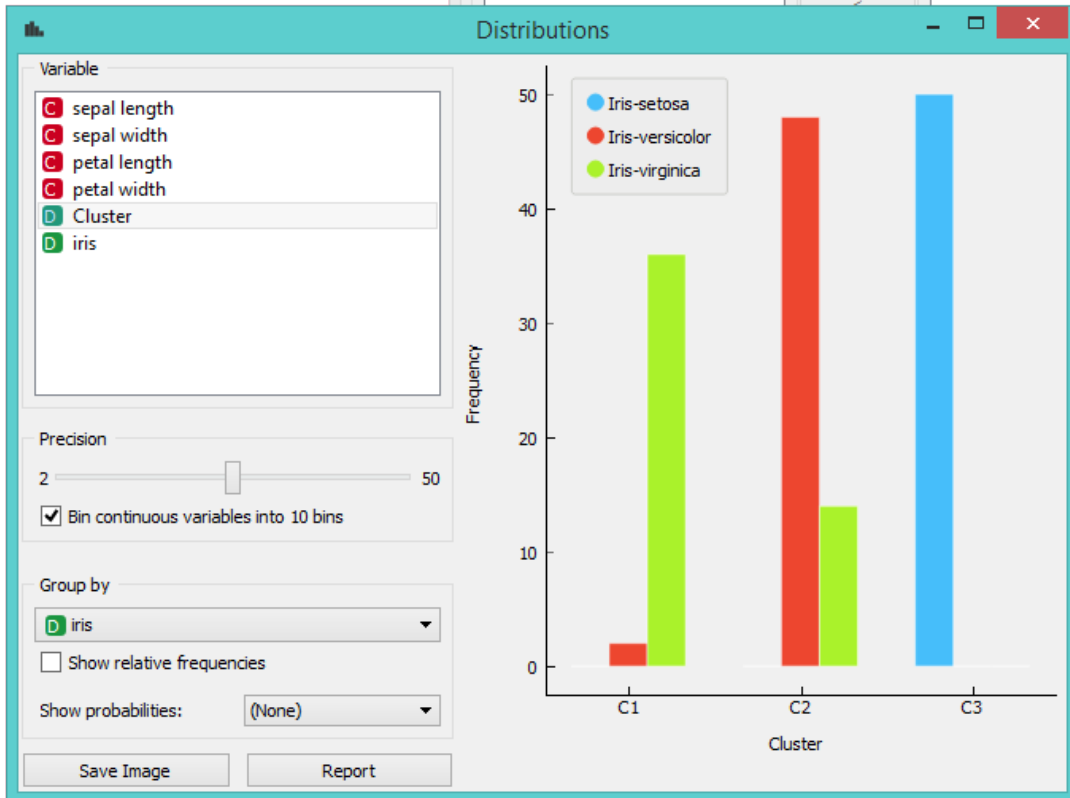 Distributions
Variable
C sepal length
C sepal width
C petal length
C petal width
D Cluster
D iris
Precision
2 50
Bin continuous variables into 10 bins
Group by
D iris
Show relative frequencies
Show probabilities: (None)
Save Image Report
Iris-setosa
Iris-versicolor
Iris-virginica
Frequency
50
40
30
20
10
0
C1 C2 C3
Cluster